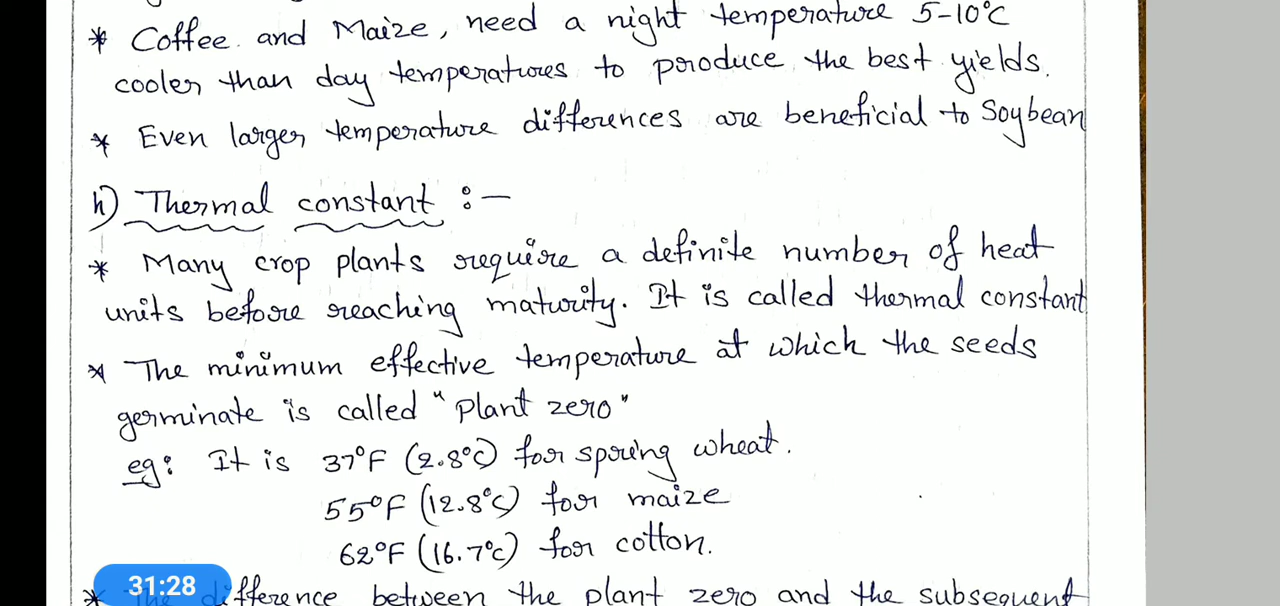 * Coffee and Maize, need a night temperature 5-10°C
cooler than day temperatures to produce the best yields.
* Even larger temperature differences are beneficial to Soybean
h) Thermal constant :-
* Many crop plants require a definite number of heat
units before reaching maturity. It is called thermal constant
* The minimum effective temperature at which the seeds
germinate is called "plant zero"
eg: It is 37°F (2.8°C) for spring wheat.
55°F (12.8°C) for maize
62°F (16.7°C) for cotton.
31:28
* The difference between the plant zero and the subsequent